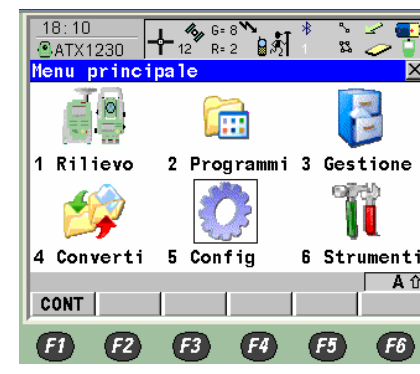 18:10 G= 8
ATX1230 12 R= 2 1
Menu principale
1 Rilievo 2 Programmi 3 Gestione
4 Converti 5 Config 6 Strumenti
A
CONT
F1 F2 F3 F4 F5 F6